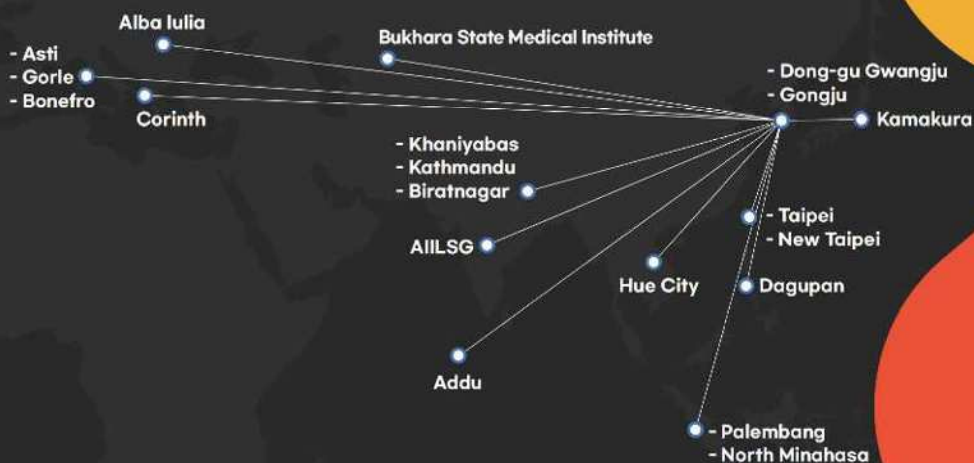 Alba Iulia
Bukhara State Medical Institute
- Asti
- Gorle
- Bonefro
Corinth
- Dong-gu Gwangju
- Gongju
Kamakura
- Khaniyabas
- Kathmandu
- Biratnagar
AIILSG
- Taipei
- New Taipei
Hue City
Dagupan
Addu
- Palembang
- North Minahasa